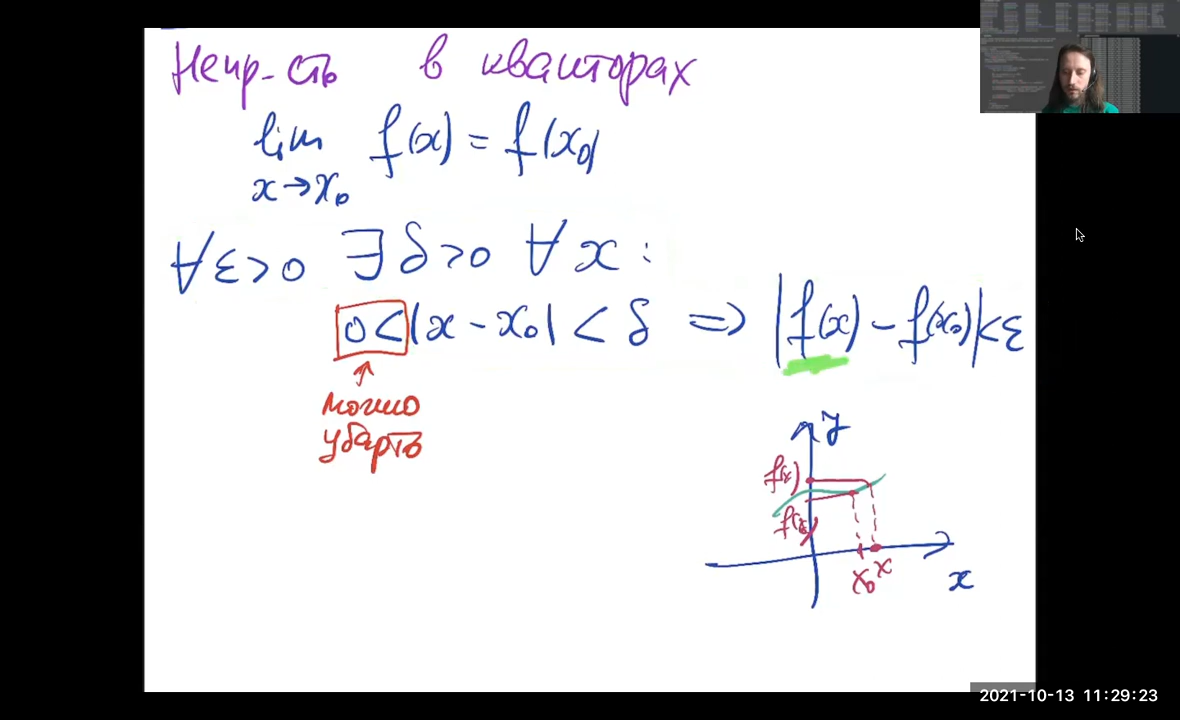 Непр-сть в кванторах
lim f(x) = f(x₀)
x→x₀
∀ε>0 ∃δ>0 ∀x:
0<|x - x₀| < δ ⇒ |f(x) - f(x₀)|<ε
↑
можно
убрать
y
f(x)
f(x₀)
x₀ x
x
2021-10-13 11:29:23